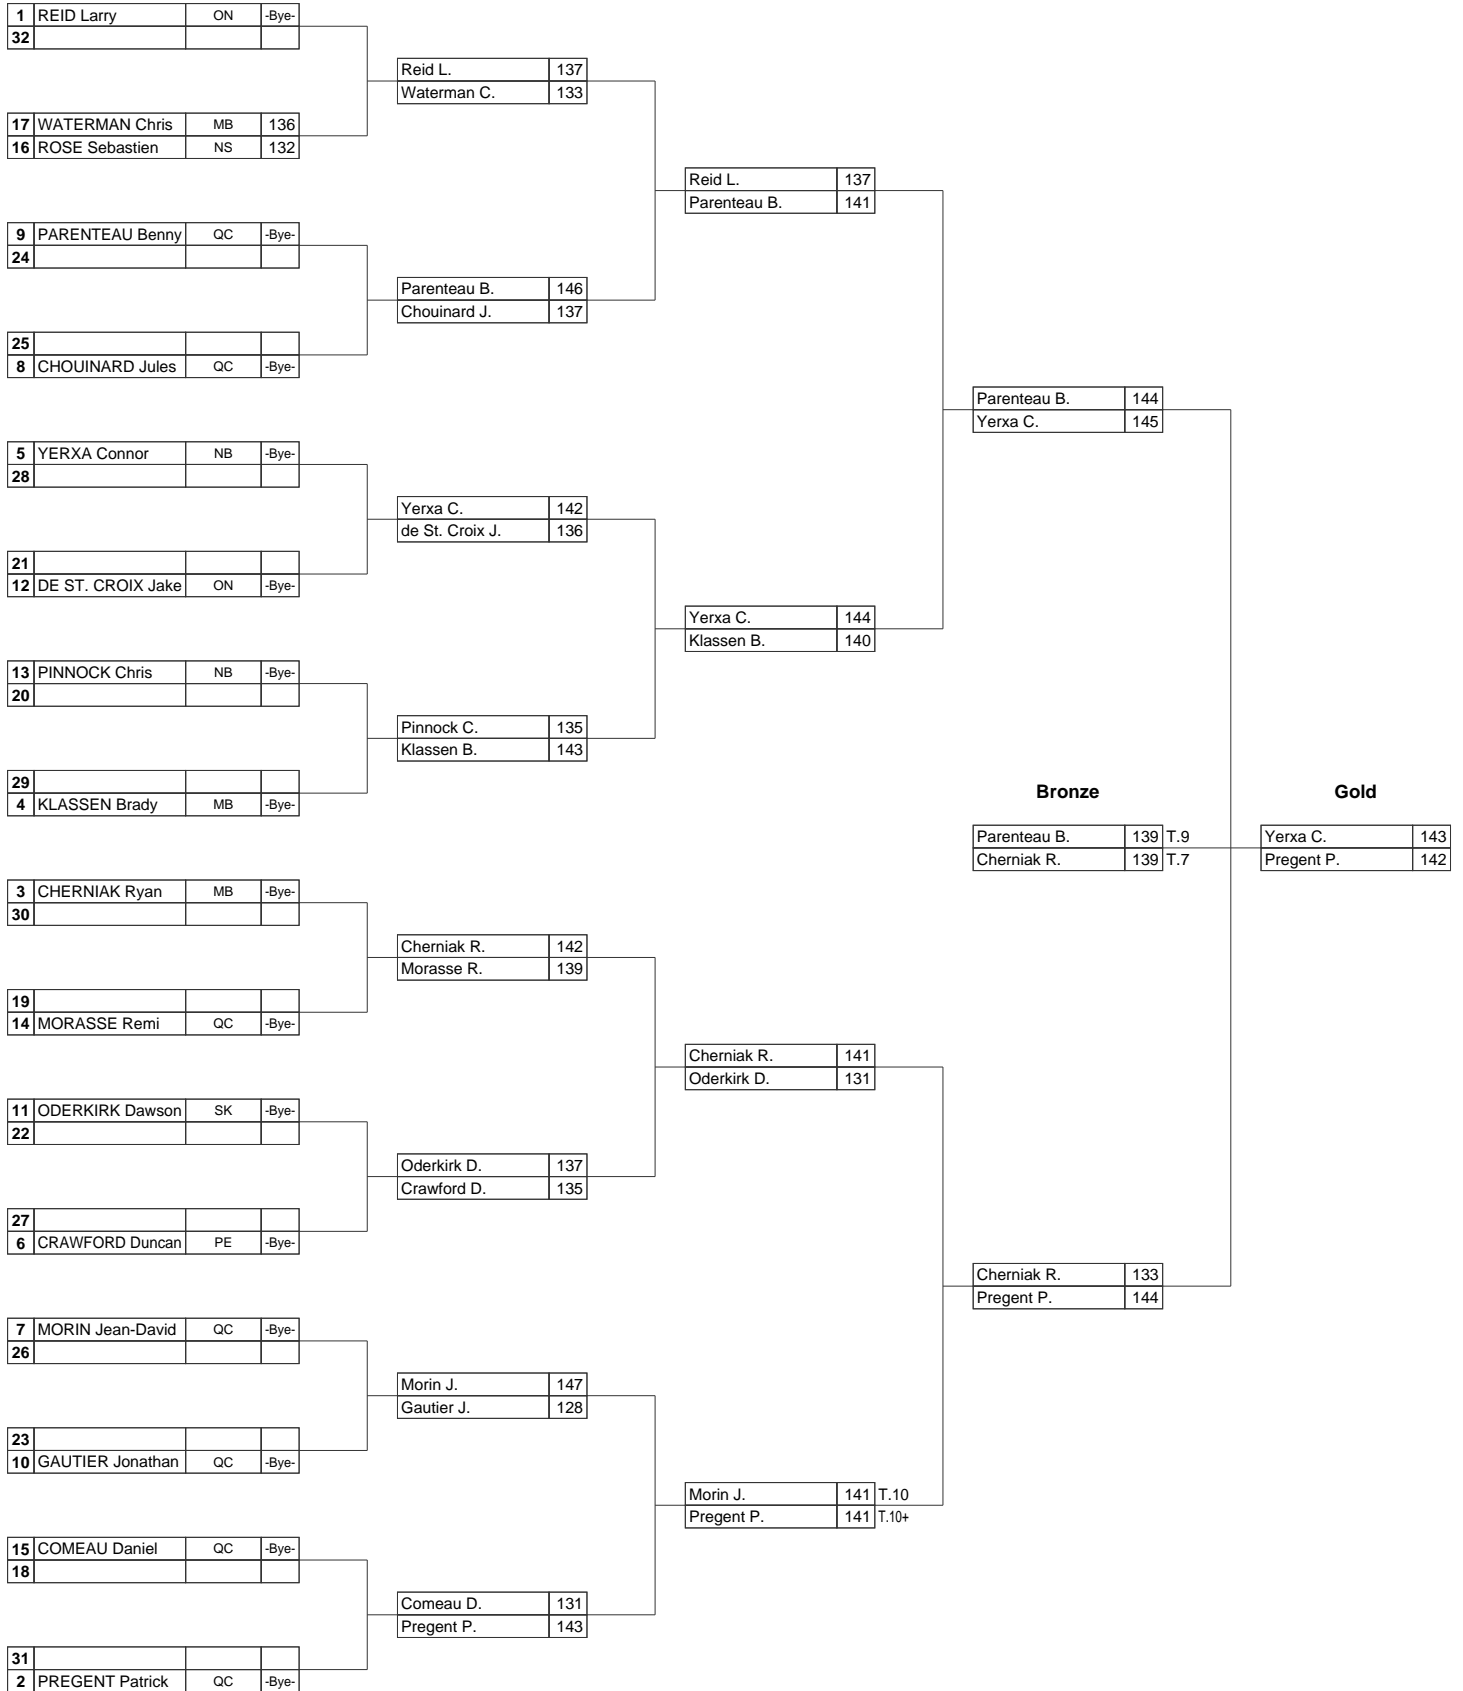 1 REID Larry ON -Bye-
32
Reid L. 137
Waterman C. 133
17 WATERMAN Chris MB 136
16 ROSE Sebastien NS 132
Reid L. 137
Parenteau B. 141
9 PARENTEAU Benny QC -Bye-
24
Parenteau B. 146
Chouinard J. 137
25
8 CHOUINARD Jules QC -Bye-
Parenteau B. 144
Yerxa C. 145
5 YERXA Connor NB -Bye-
28
Yerxa C. 142
de St. Croix J. 136
21
12 DE ST. CROIX Jake ON -Bye-
Yerxa C. 144
Klassen B. 140
13 PINNOCK Chris NB -Bye-
20
Pinnock C. 135
Klassen B. 143
29
4 KLASSEN Brady MB -Bye-
Bronze Gold
Parenteau B. 139 T.9 Yerxa C. 143
Cherniak R. 139 T.7 Pregent P. 142
3 CHERNIAK Ryan MB -Bye-
30
Cherniak R. 142
Morasse R. 139
19
14 MORASSE Remi QC -Bye-
Cherniak R. 141
Oderkirk D. 131
11 ODERKIRK Dawson SK -Bye-
22
Oderkirk D. 137
Crawford D. 135
27
6 CRAWFORD Duncan PE -Bye-
Cherniak R. 133
Pregent P. 144
7 MORIN Jean-David QC -Bye-
26
Morin J. 147
Gautier J. 128
23
10 GAUTIER Jonathan QC -Bye-
Morin J. 141 T.10
Pregent P. 141 T.10+
15 COMEAU Daniel QC -Bye-
18
Comeau D. 131
Pregent P. 143
31
2 PREGENT Patrick QC -Bye-